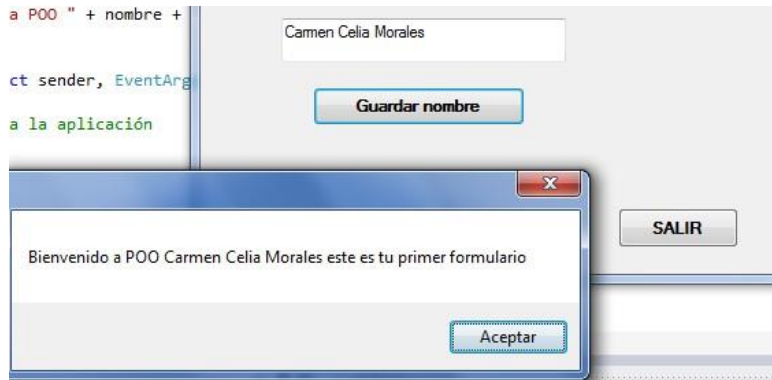 a POO " + nombre +
ct sender, EventArg
a la aplicación
Carmen Celia Morales
Guardar nombre
SALIR
Bienvenido a POO Carmen Celia Morales este es tu primer formulario
Aceptar